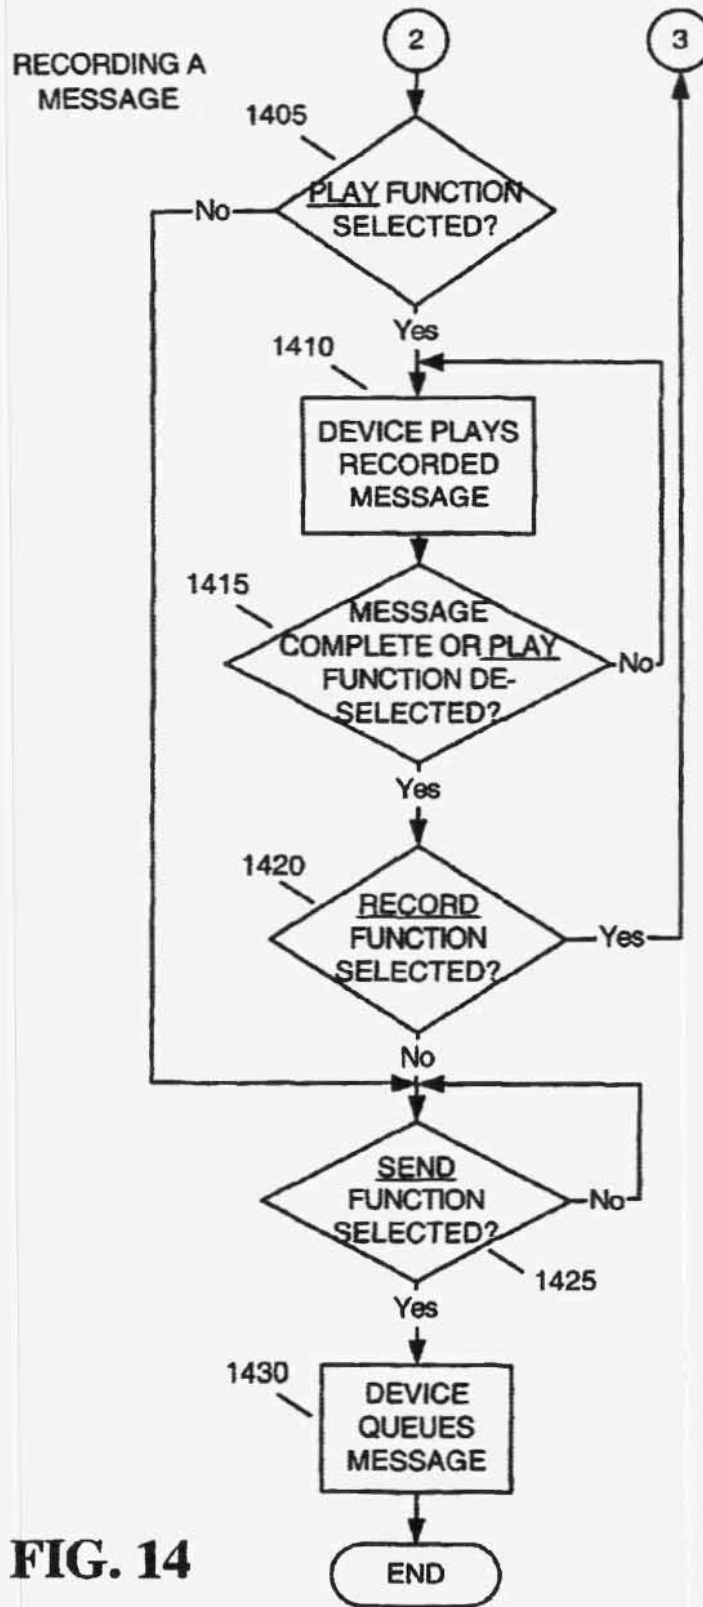 RECORDING A
MESSAGE
2
3
1405
PLAY FUNCTION
SELECTED?
No
Yes
1410
DEVICE PLAYS
RECORDED
MESSAGE
1415
MESSAGE
COMPLETE OR PLAY
FUNCTION DE-
SELECTED?
No
Yes
1420
RECORD
FUNCTION
SELECTED?
Yes
No
SEND
FUNCTION
SELECTED?
No
1425
Yes
1430
DEVICE
QUEUES
MESSAGE
END
FIG. 14